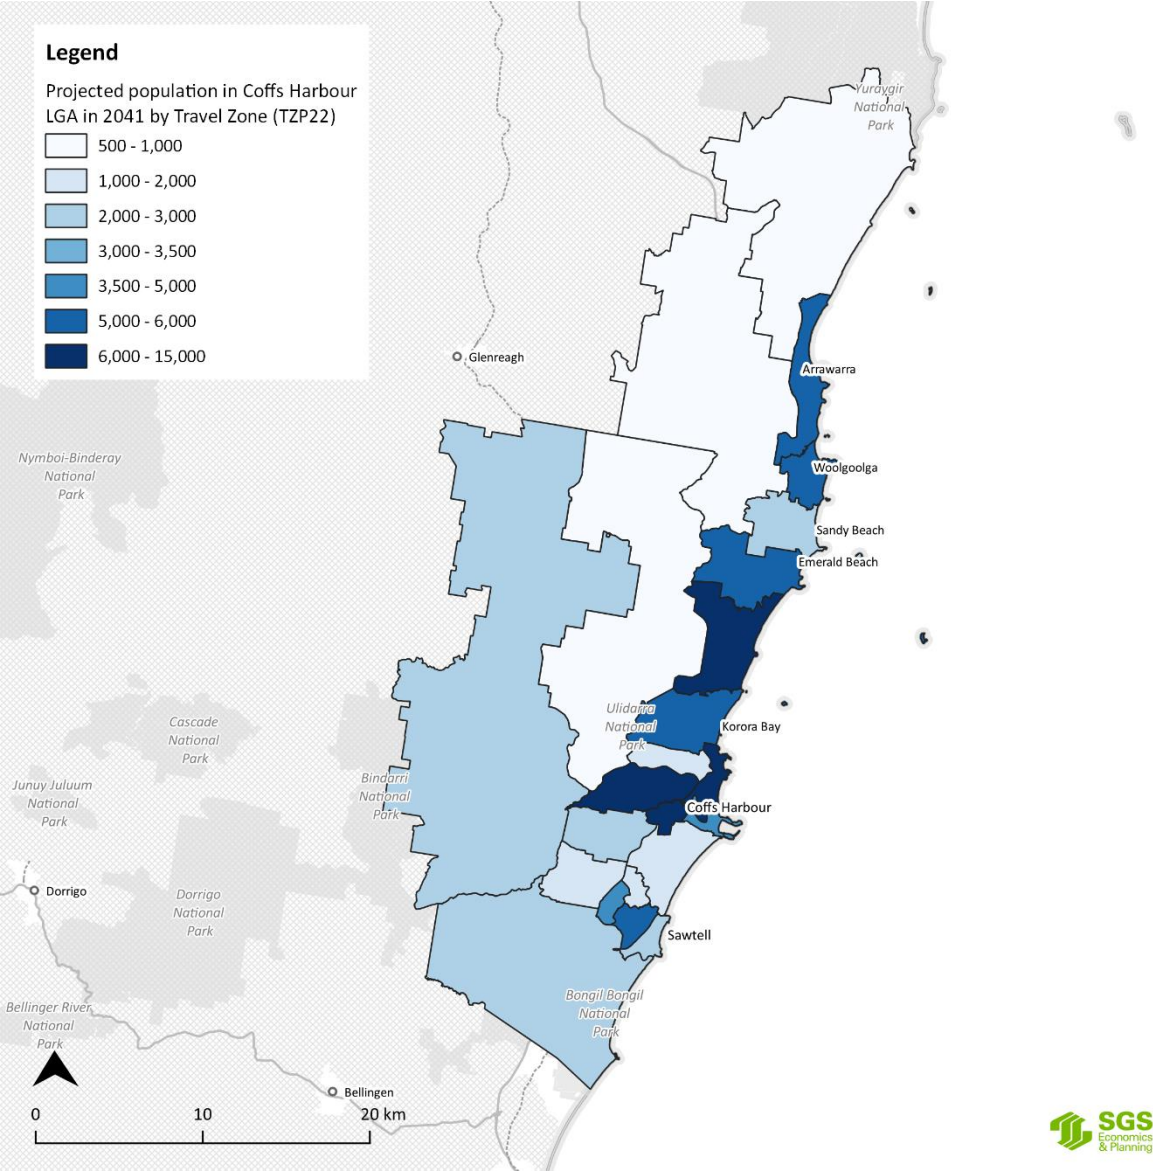 Legend
Projected population in Coffs Harbour
LGA in 2041 by Travel Zone (TZP22)
500 - 1,000
1,000 - 2,000
2,000 - 3,000
3,000 - 3,500
3,500 - 5,000
5,000 - 6,000
6,000 - 15,000
Yuraygir
National
Park
Glenreagh
Arrawarra
Nymboi-Binderay
National
Park
Woolgoolga
Sandy Beach
Emerald Beach
Ulidarra
National
Park
Korora Bay
Cascade
National
Park
Junuy Juluum
National
Park
Bindarri
National
Park
Coffs Harbour
Dorrigo
Dorrigo
National
Park
Sawtell
Bongil Bongil
National
Park
Bellinger River
National
Park
Bellingen
0
10
20 km
SGS
Economics
& Planning